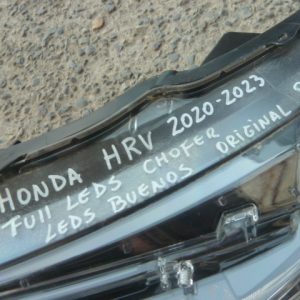 HONDA HRV 2020-2023
FUll LEDS CHOFER
LEDS BUENOS ORIGINAL